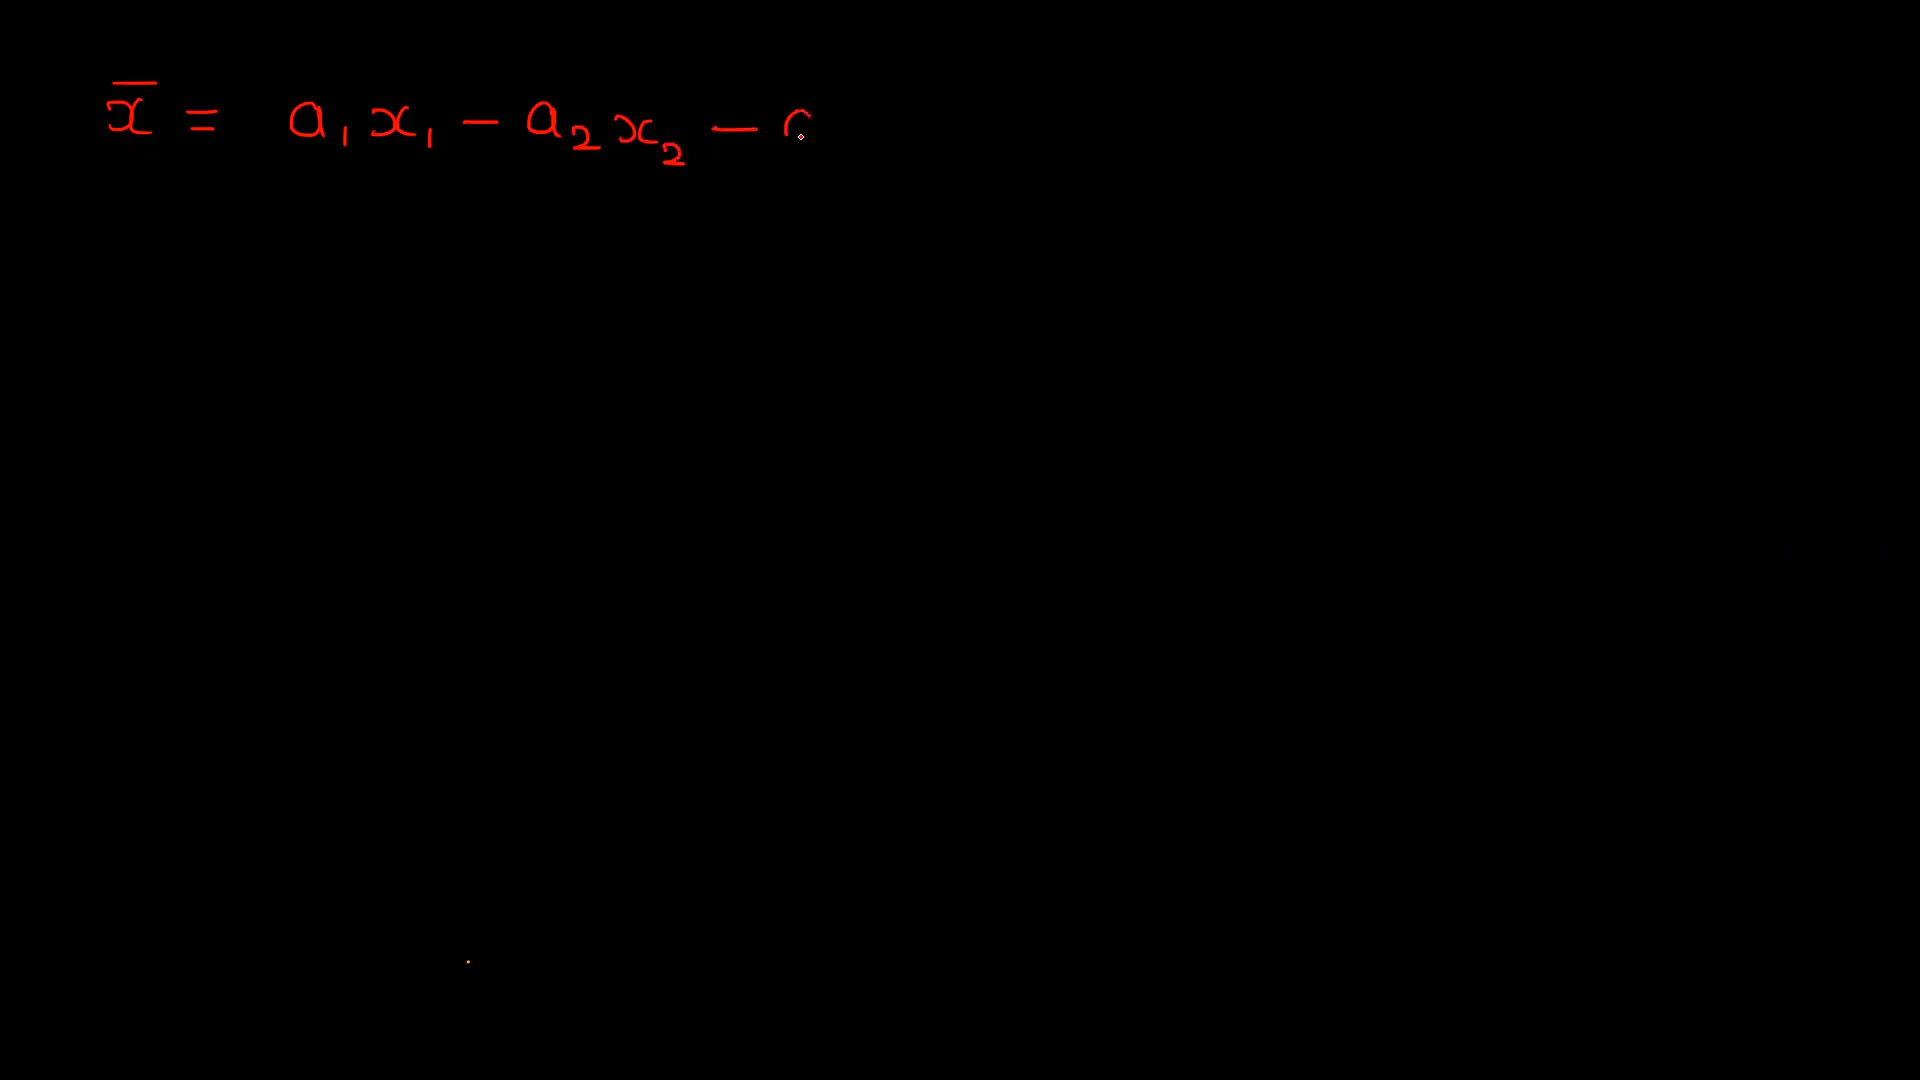 x̄ = a₁x₁ − a₂x₂ −